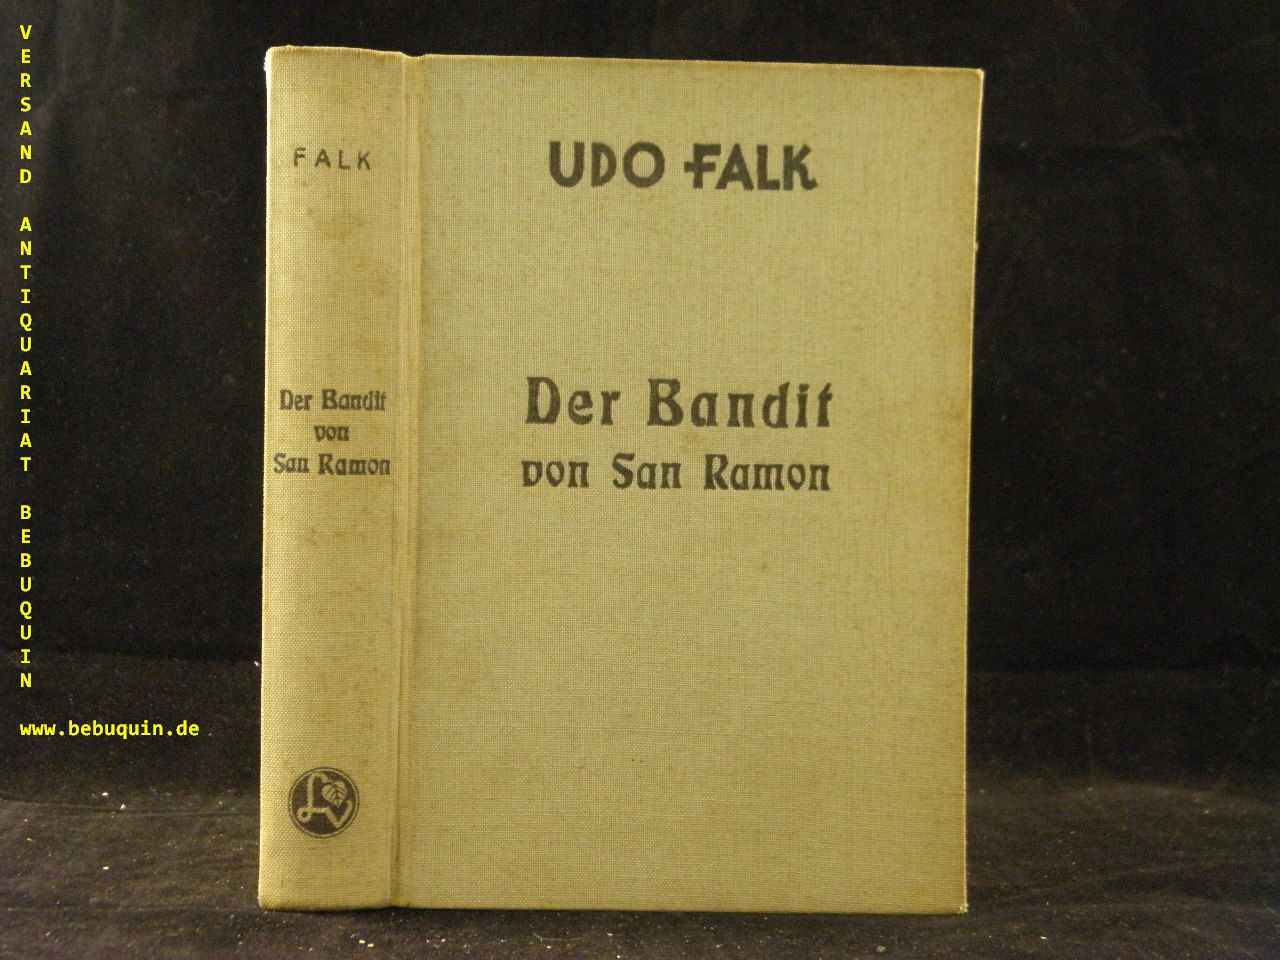 VERSAND ANTIQUARIAT BEBUQUIN
www.bebuquin.de
FALK
Der Bandit
von
San Ramon
LV
UDO FALK
Der Bandit
von San Ramon